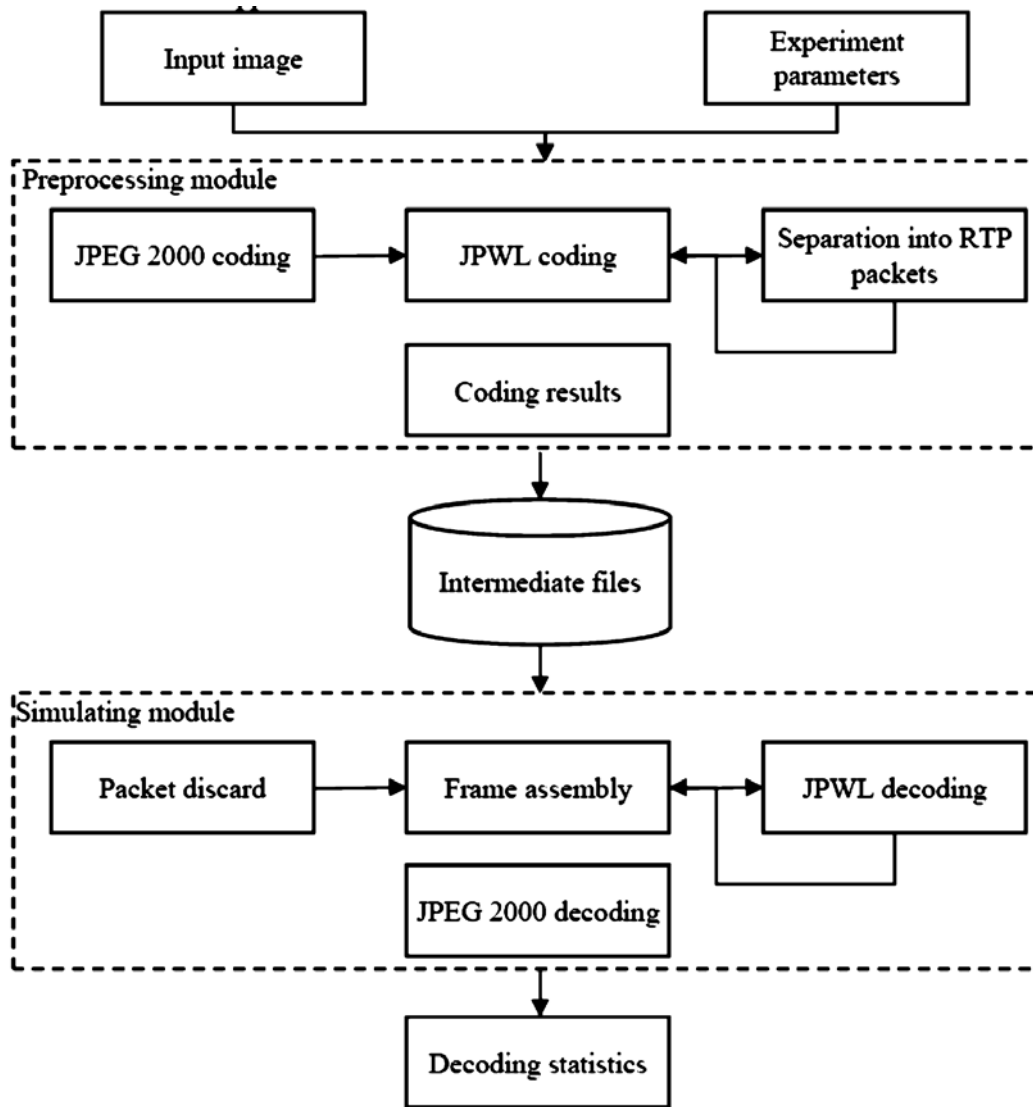 Input image
Experiment
parameters
Preprocessing module
JPEG 2000 coding
JPWL coding
Separation into RTP
packets
Coding results
Intermediate files
Simulating module
Packet discard
Frame assembly
JPWL decoding
JPEG 2000 decoding
Decoding statistics